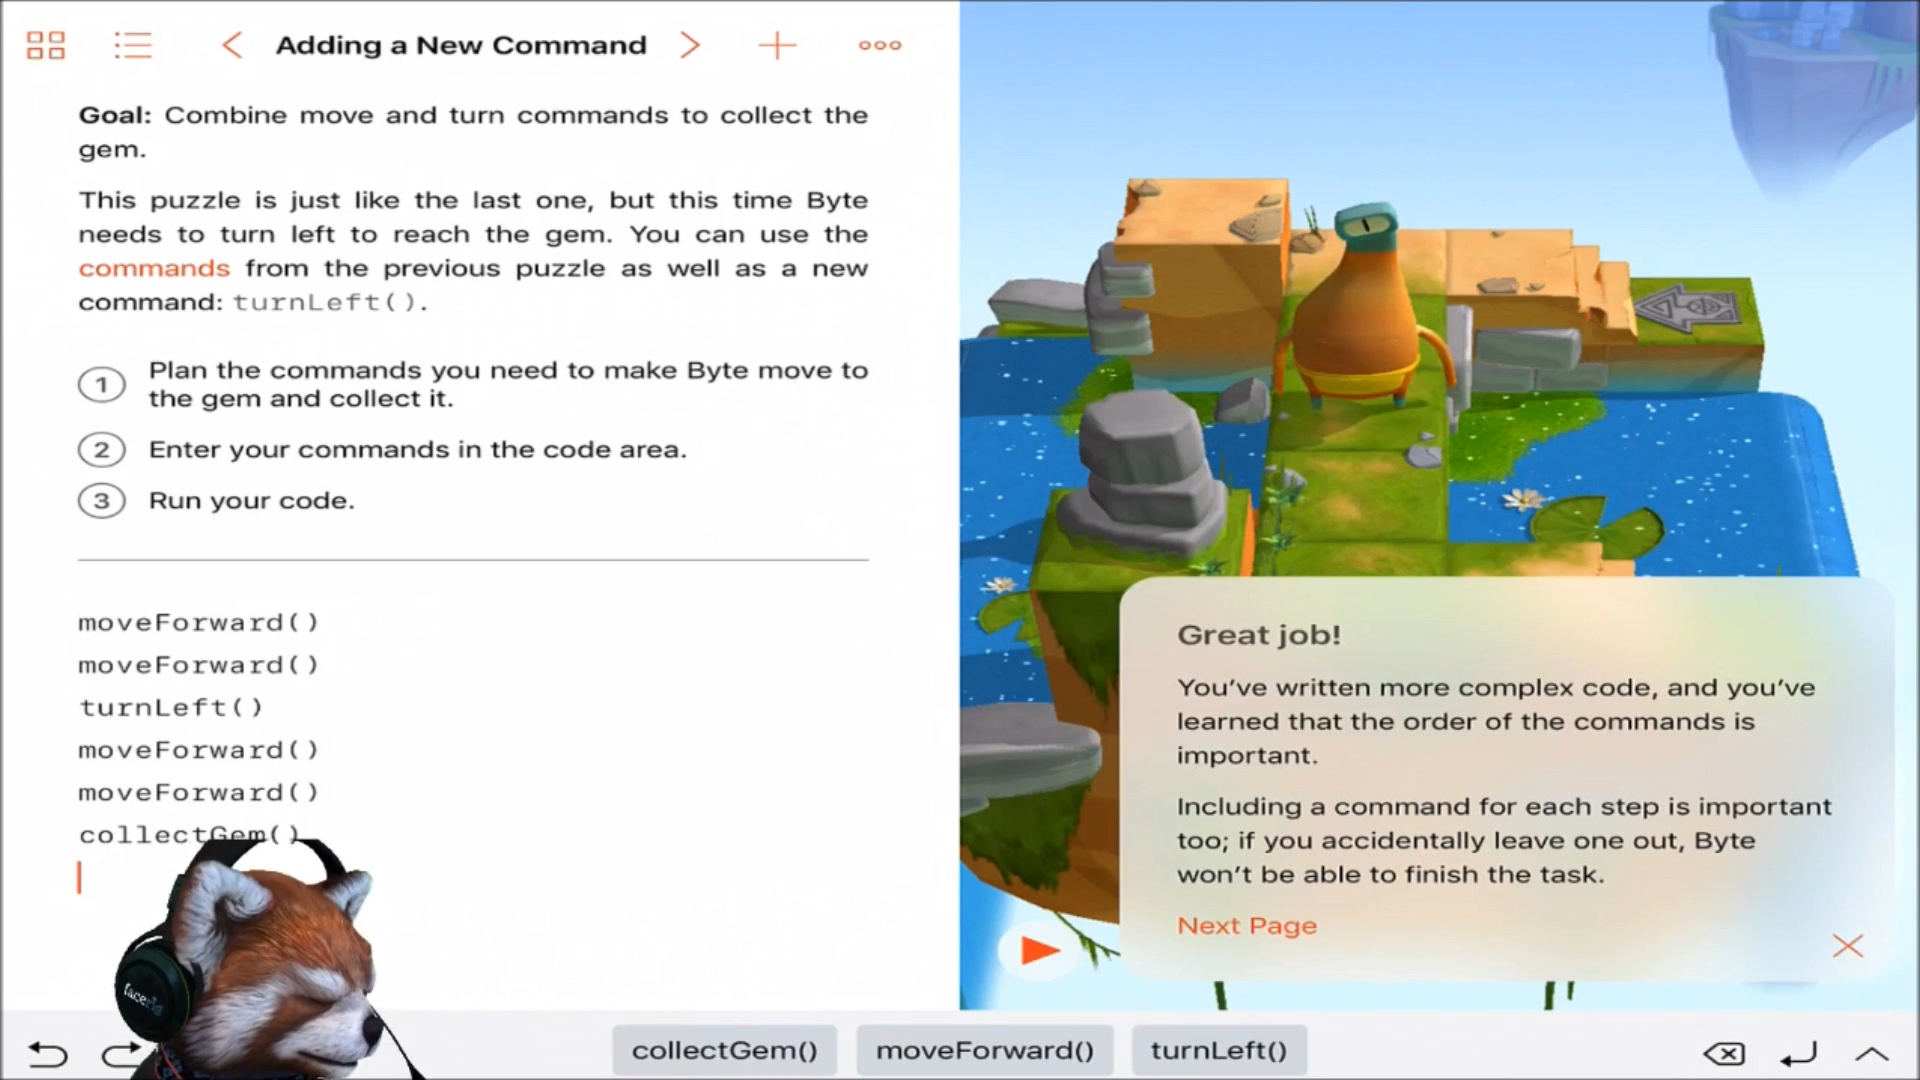 Adding a New Command
Goal: Combine move and turn commands to collect the
gem.
This puzzle is just like the last one, but this time Byte
needs to turn left to reach the gem. You can use the
commands from the previous puzzle as well as a new
command: turnLeft().
1 Plan the commands you need to make Byte move to
the gem and collect it.
2 Enter your commands in the code area.
3 Run your code.
moveForward()
moveForward()
turnLeft()
moveForward()
moveForward()
collectGem()
Great job!
You’ve written more complex code, and you’ve
learned that the order of the commands is
important.
Including a command for each step is important
too; if you accidentally leave one out, Byte
won’t be able to finish the task.
Next Page
facerig
collectGem()
moveForward()
turnLeft()